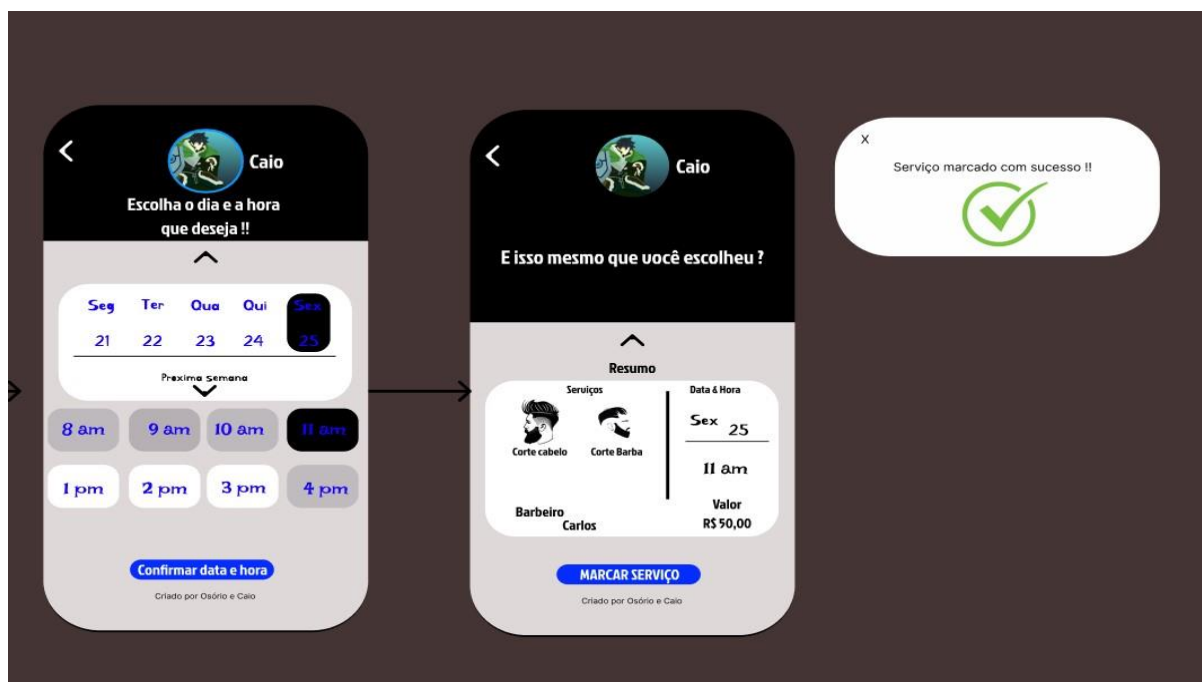 Caio
Escolha o dia e a hora
que deseja !!
Seg Ter Qua Qui Sex
21 22 23 24 25
Proxima semana
8 am 9 am 10 am 11 am
1 pm 2 pm 3 pm 4 pm
Confirmar data e hora
Criado por Osório e Caio
Caio
E isso mesmo que você escolheu ?
Resumo
Serviços
Corte cabelo Corte Barba
Barbeiro
Carlos
Data & Hora
Sex 25
11 am
Valor
R$ 50,00
MARCAR SERVIÇO
Criado por Osório e Caio
X
Serviço marcado com sucesso !!